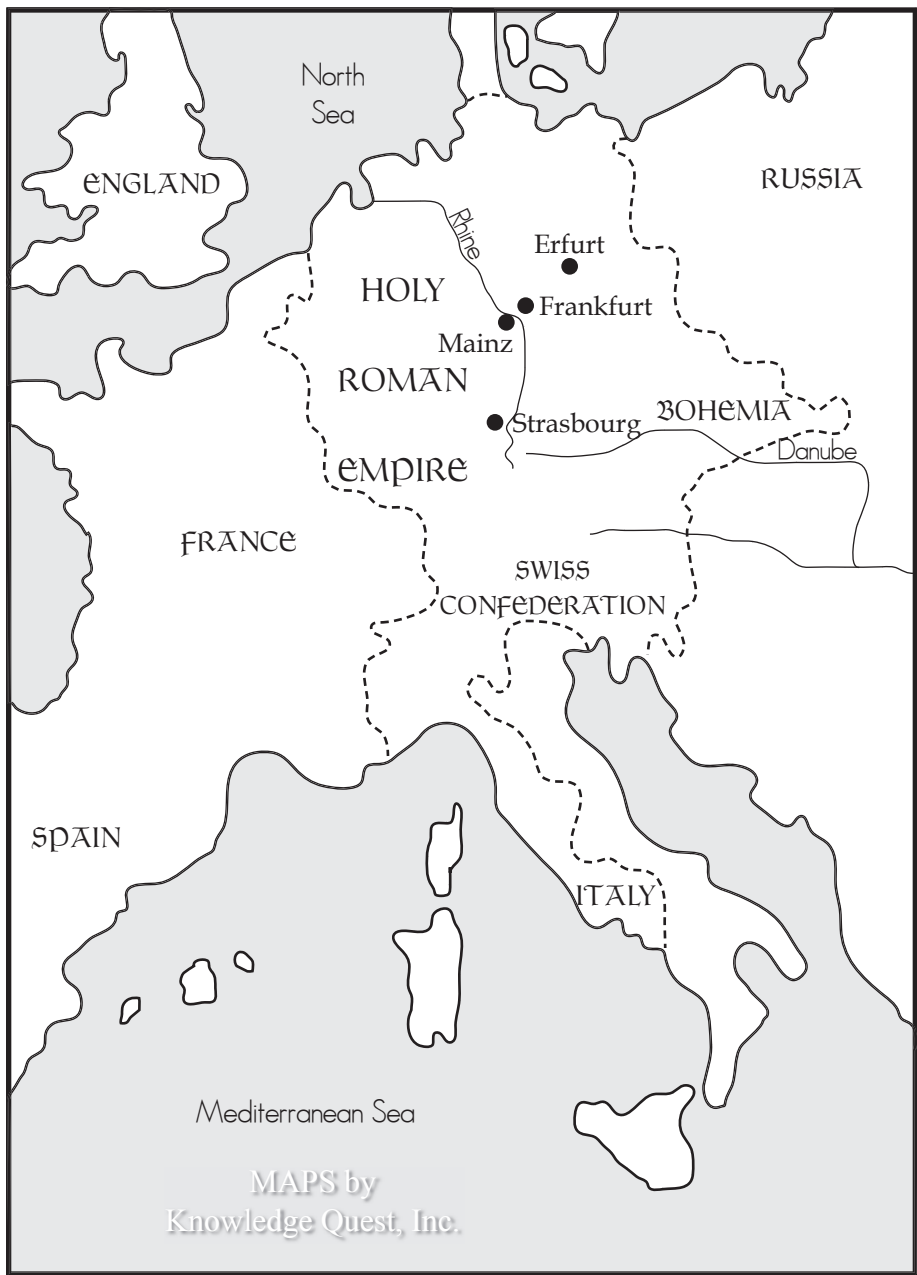 North
Sea
ENGLAND
RUSSIA
Rhine
Erfurt
HOLY
Frankfurt
Mainz
ROMAN
BOHEMIA
Strasbourg
Danube
EMPIRE
FRANCE
SWISS
CONFEDERATION
SPAIN
ITALY
Mediterranean Sea
MAPS by
Knowledge Quest, Inc.